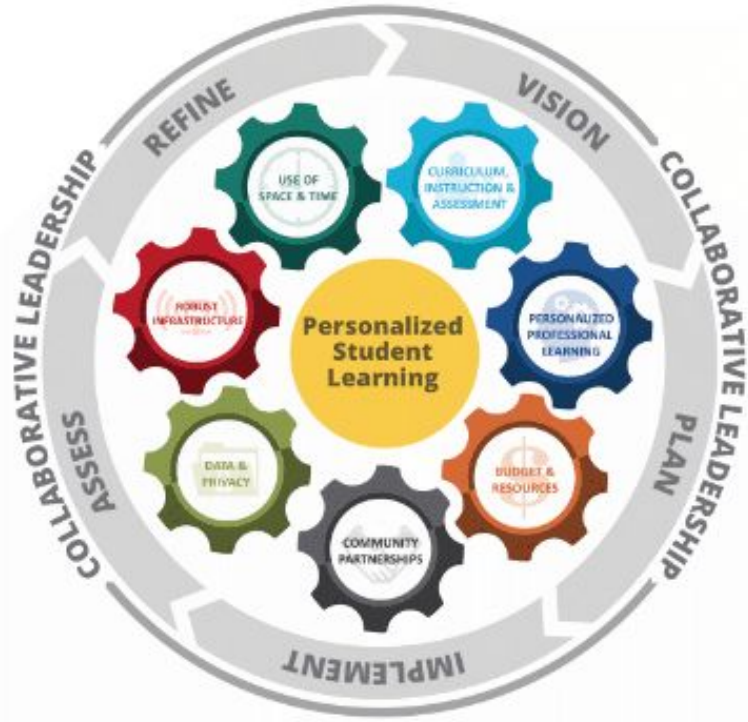 REFINE
VISION
COLLABORATIVE LEADERSHIP
COLLABORATIVE LEADERSHIP
USE OF
SPACE & TIME
CURRICULUM,
INSTRUCTION &
ASSESSMENT
ROBUST
INFRASTRUCTURE
Personalized
Student
Learning
PERSONALIZED
PROFESSIONAL
LEARNING
ASSESS
PLAN
DATA &
PRIVACY
BUDGET &
RESOURCES
COMMUNITY
PARTNERSHIPS
IMPLEMENT